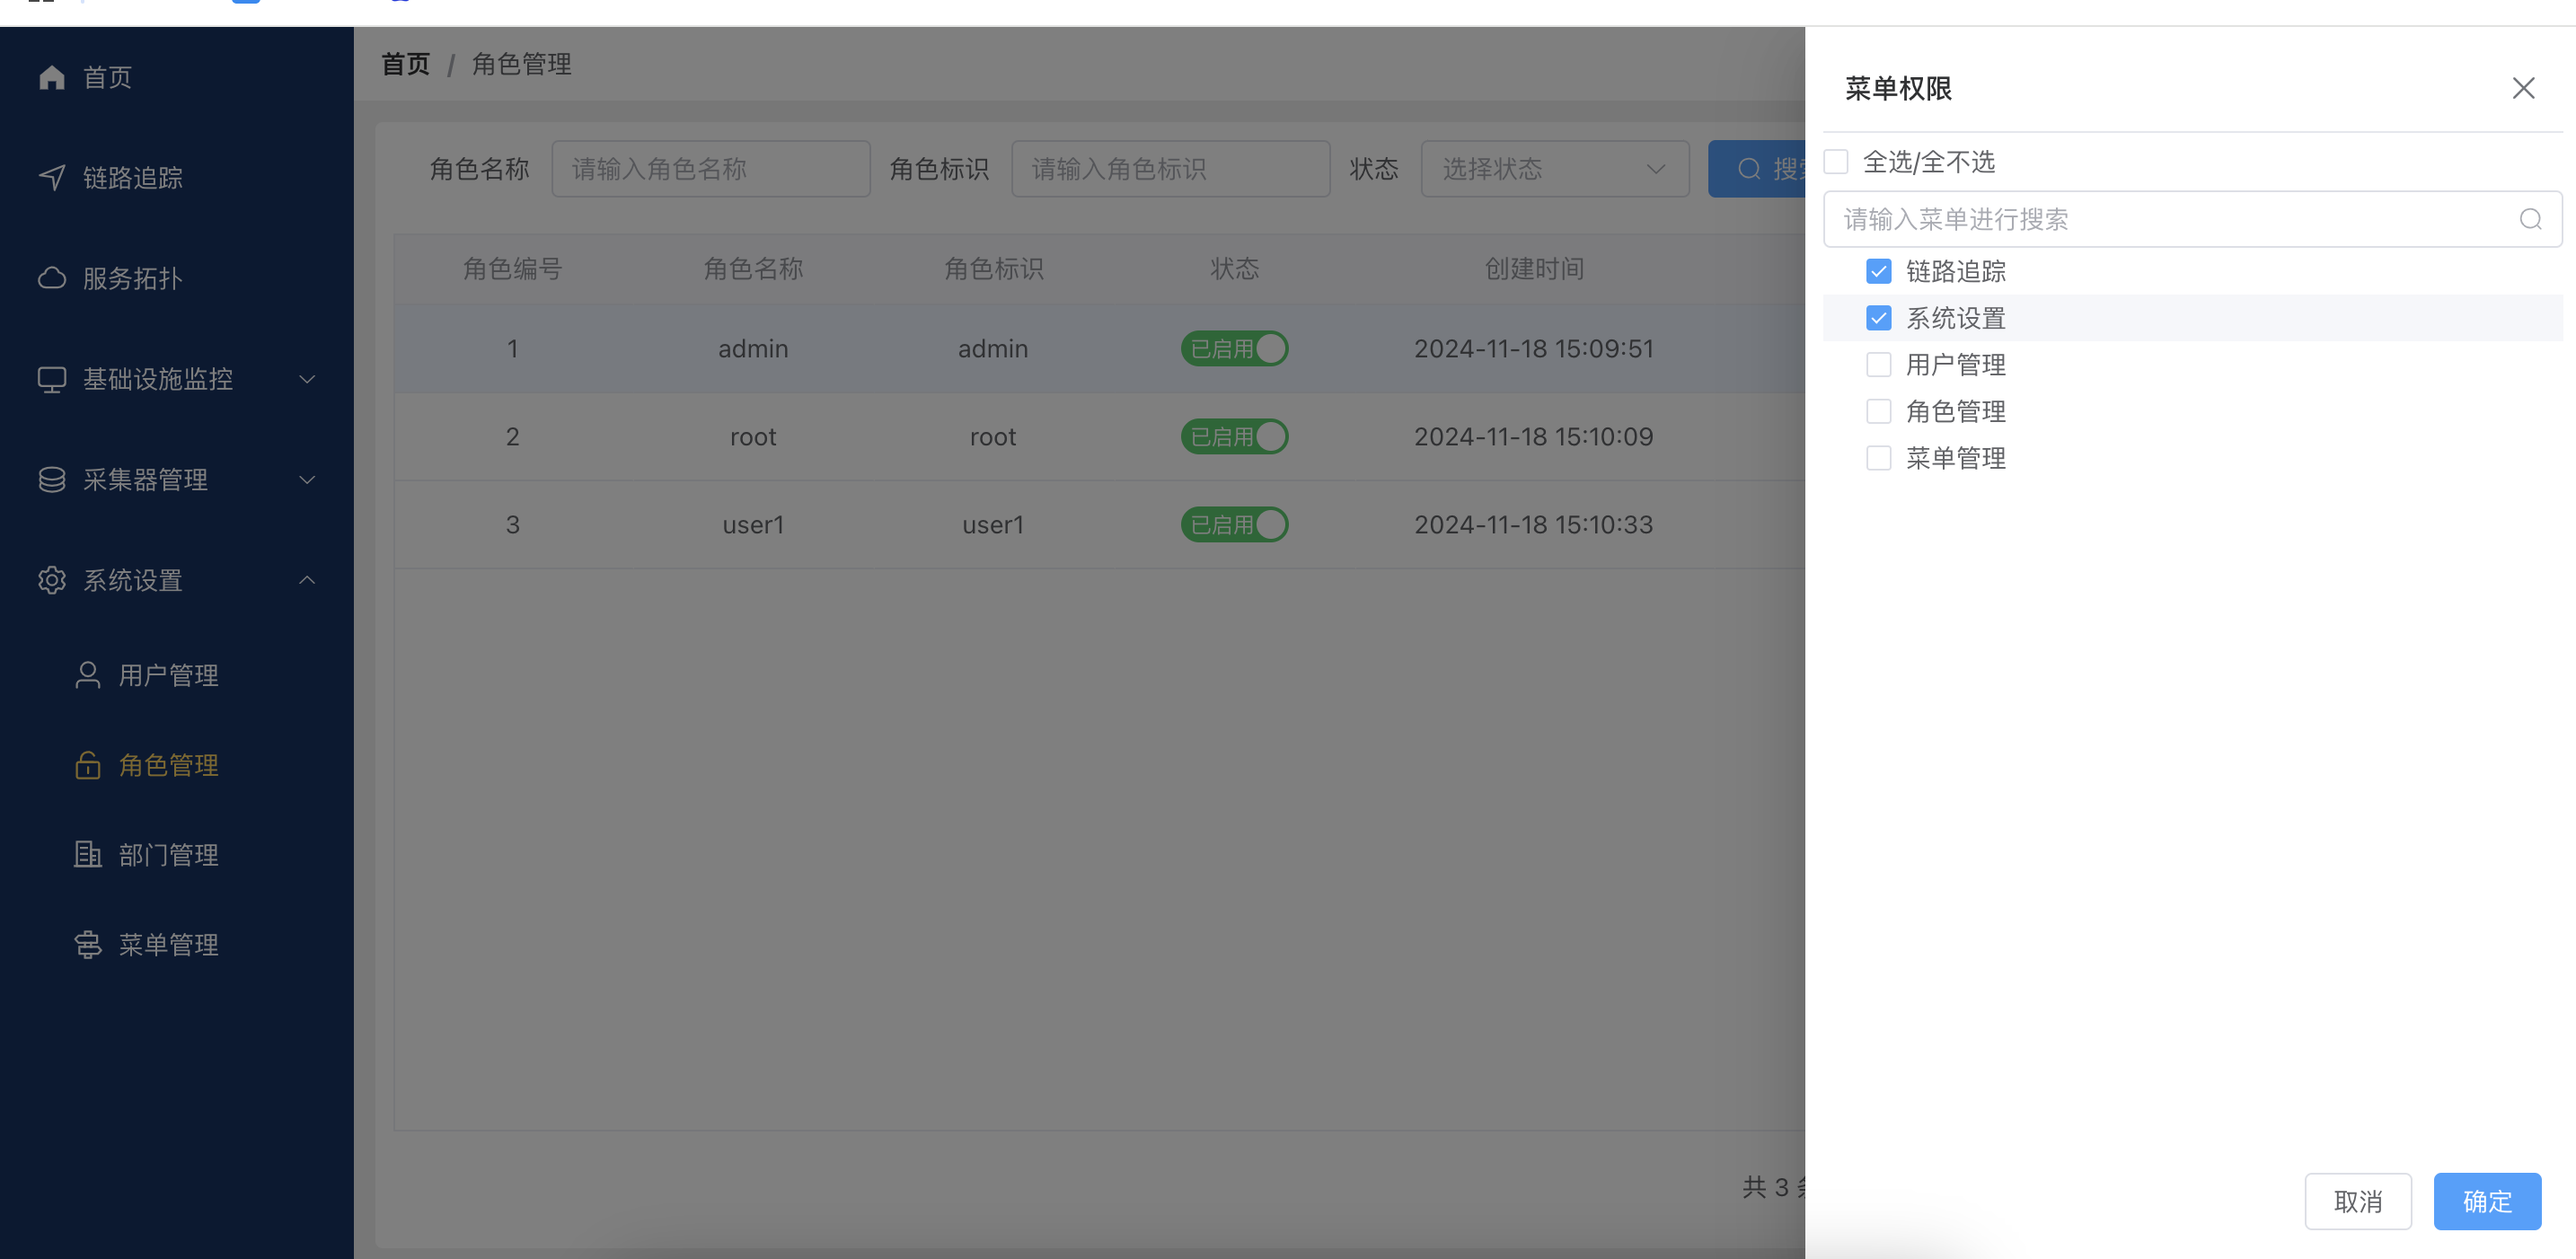 首页
链路追踪
服务拓扑
基础设施监控
采集器管理
系统设置
用户管理
角色管理
部门管理
菜单管理
首页 / 角色管理
角色名称 请输入角色名称 角色标识 请输入角色标识 状态 选择状态 搜
角色编号 角色名称 角色标识 状态 创建时间
1 admin admin 已启用 2024-11-18 15:09:51
2 root root 已启用 2024-11-18 15:10:09
3 user1 user1 已启用 2024-11-18 15:10:33
共 3
菜单权限
全选/全不选
请输入菜单进行搜索
链路追踪
系统设置
用户管理
角色管理
菜单管理
取消 确定